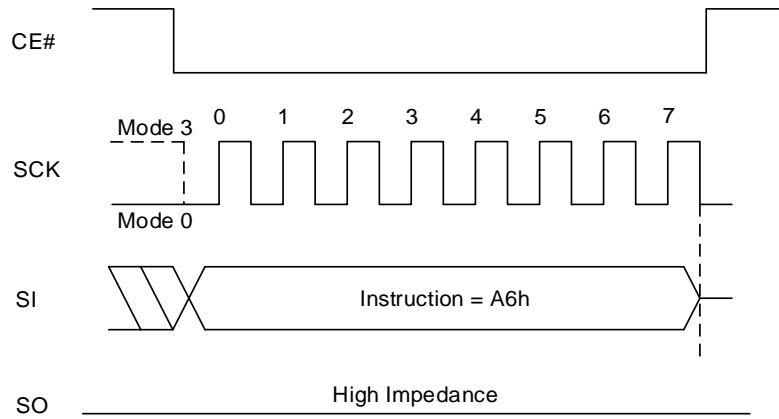 CE#
Mode 3
0 1 2 3 4 5 6 7
SCK
Mode 0
SI
Instruction = A6h
SO
High Impedance